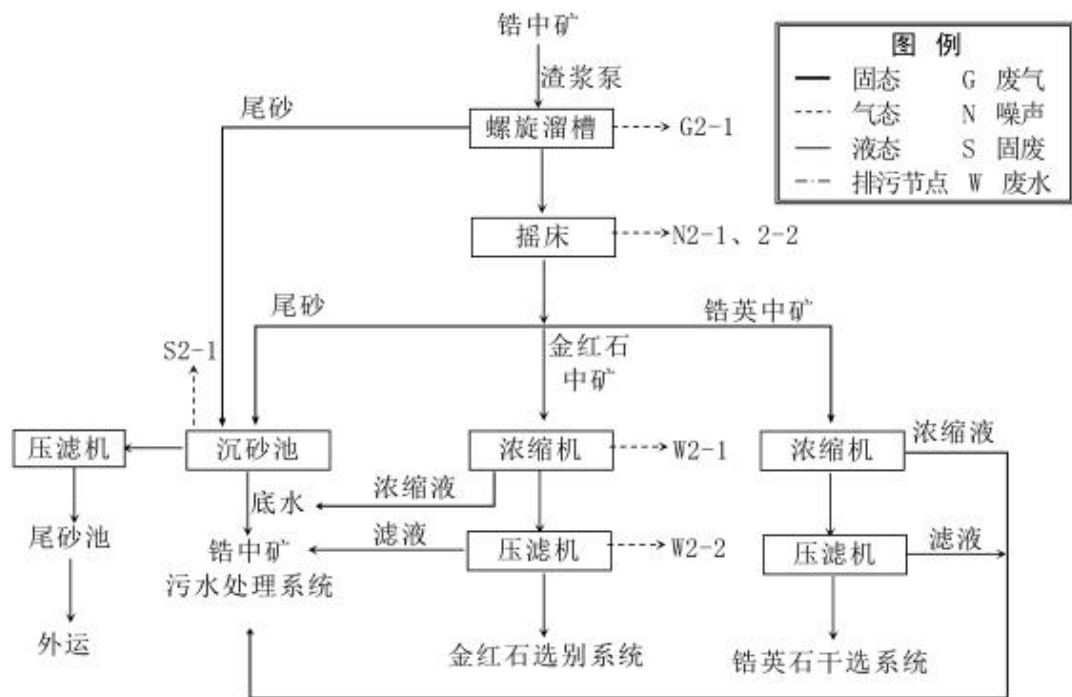 锆中矿
渣浆泵
尾砂
螺旋溜槽
G2-1
摇床
N2-1、2-2
尾砂
锆英中矿
金红石
中矿
S2-1
压滤机
沉砂池
浓缩机
W2-1
浓缩机
浓缩液
浓缩液
底水
尾砂池
锆中矿
污水处理系统
滤液
压滤机
W2-2
压滤机
滤液
外运
金红石选别系统
锆英石干选系统
图 例
固态 G 废气
气态 N 噪声
液态 S 固废
排污节点 W 废水